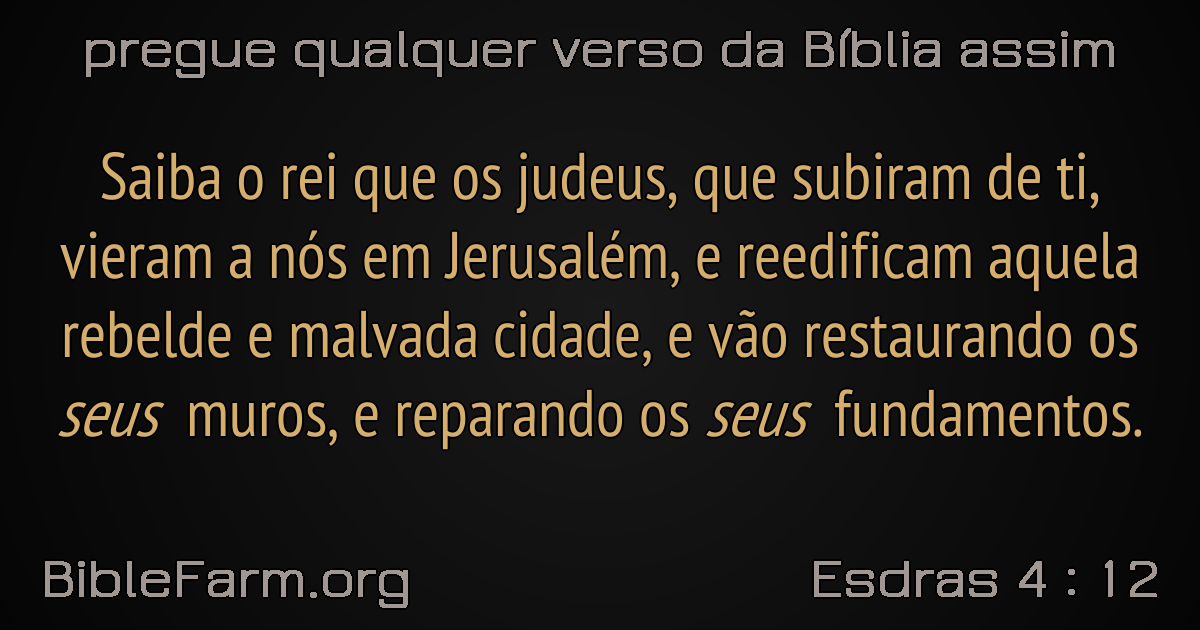 pregue qualquer verso da Bíblia assim
Saiba o rei que os judeus, que subiram de ti,
vieram a nós em Jerusalém, e reedificam aquela
rebelde e malvada cidade, e vão restaurando os
seus muros, e reparando os seus fundamentos.
BibleFarm.org
Esdras 4 : 12